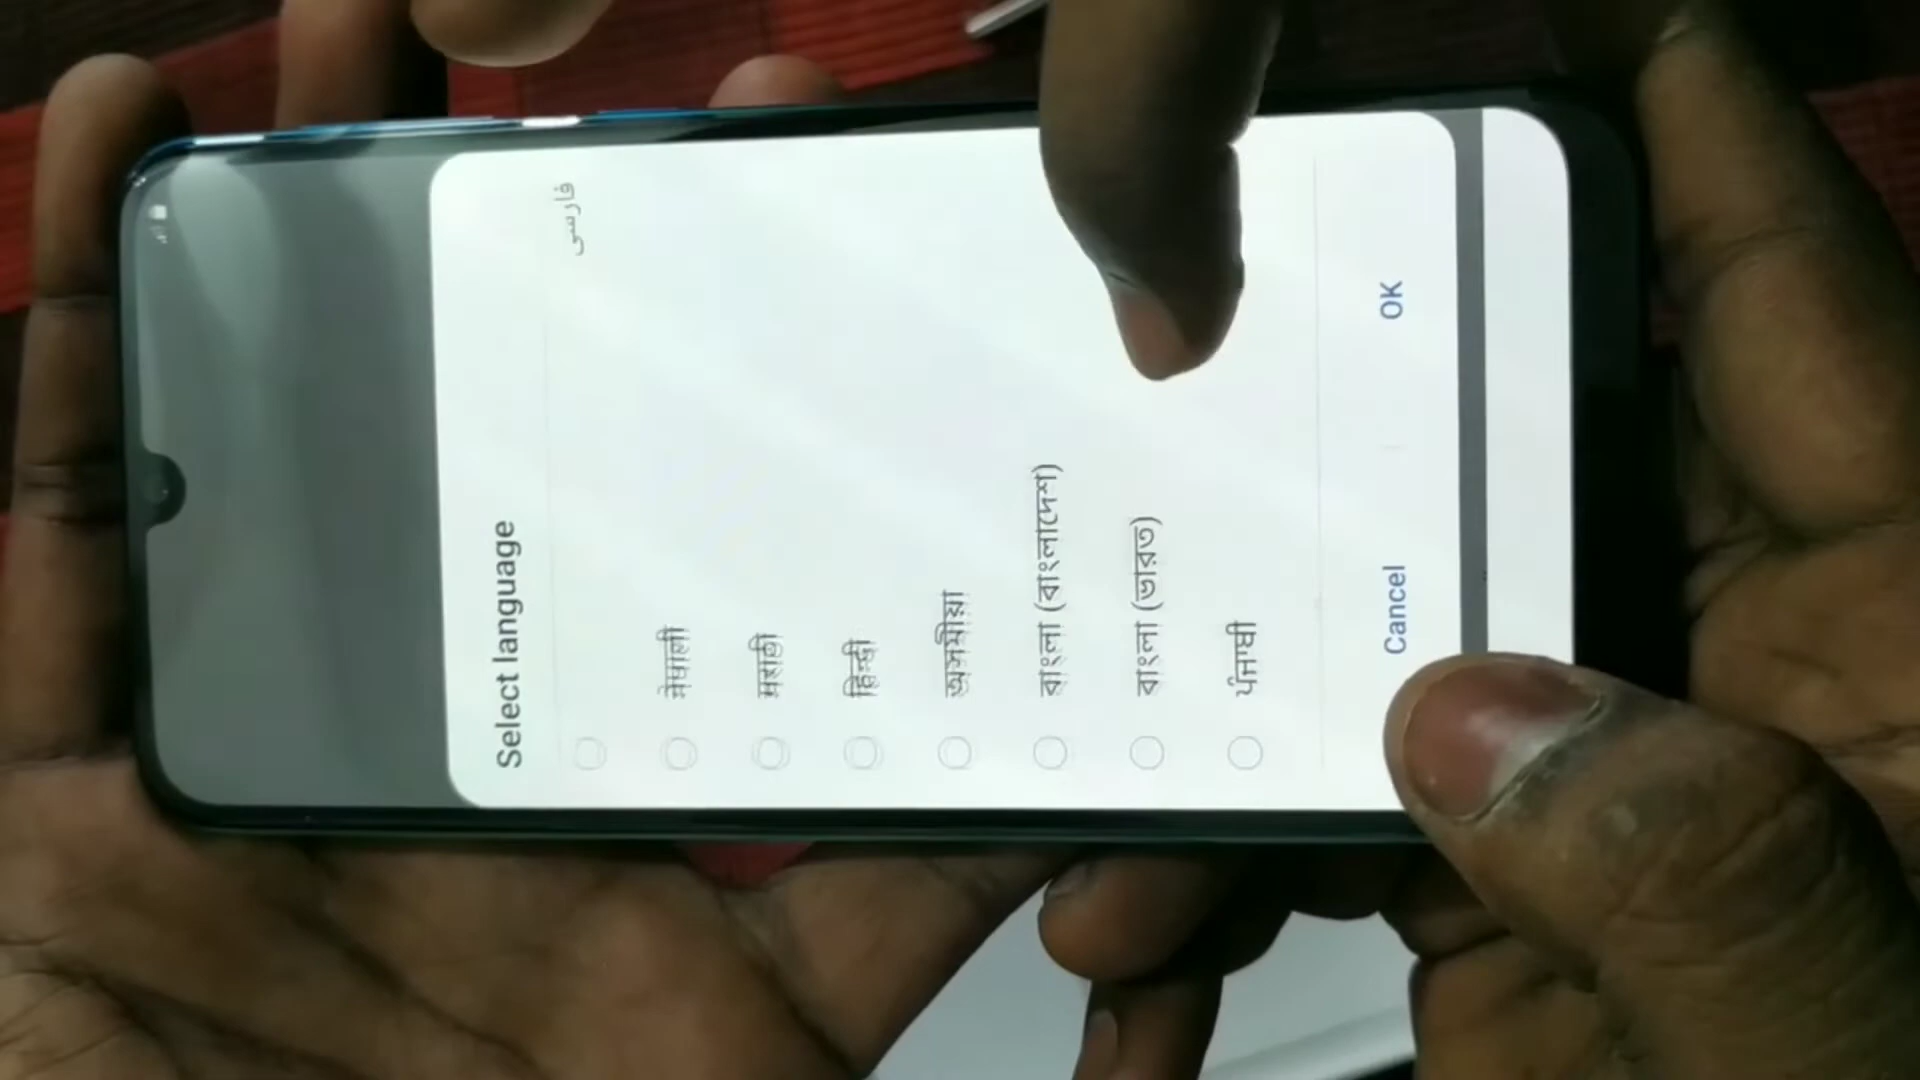 Select language
فارسی
नेपाली
मराठी
हिन्दी
অসমীয়া
বাংলা (বাংলাদেশ)
বাংলা (ভারত)
ਪੰਜਾਬੀ
Cancel
OK